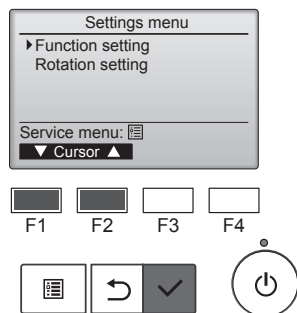 Settings menu
Function setting
Rotation setting
Service menu:
Cursor
F1 F2 F3 F4